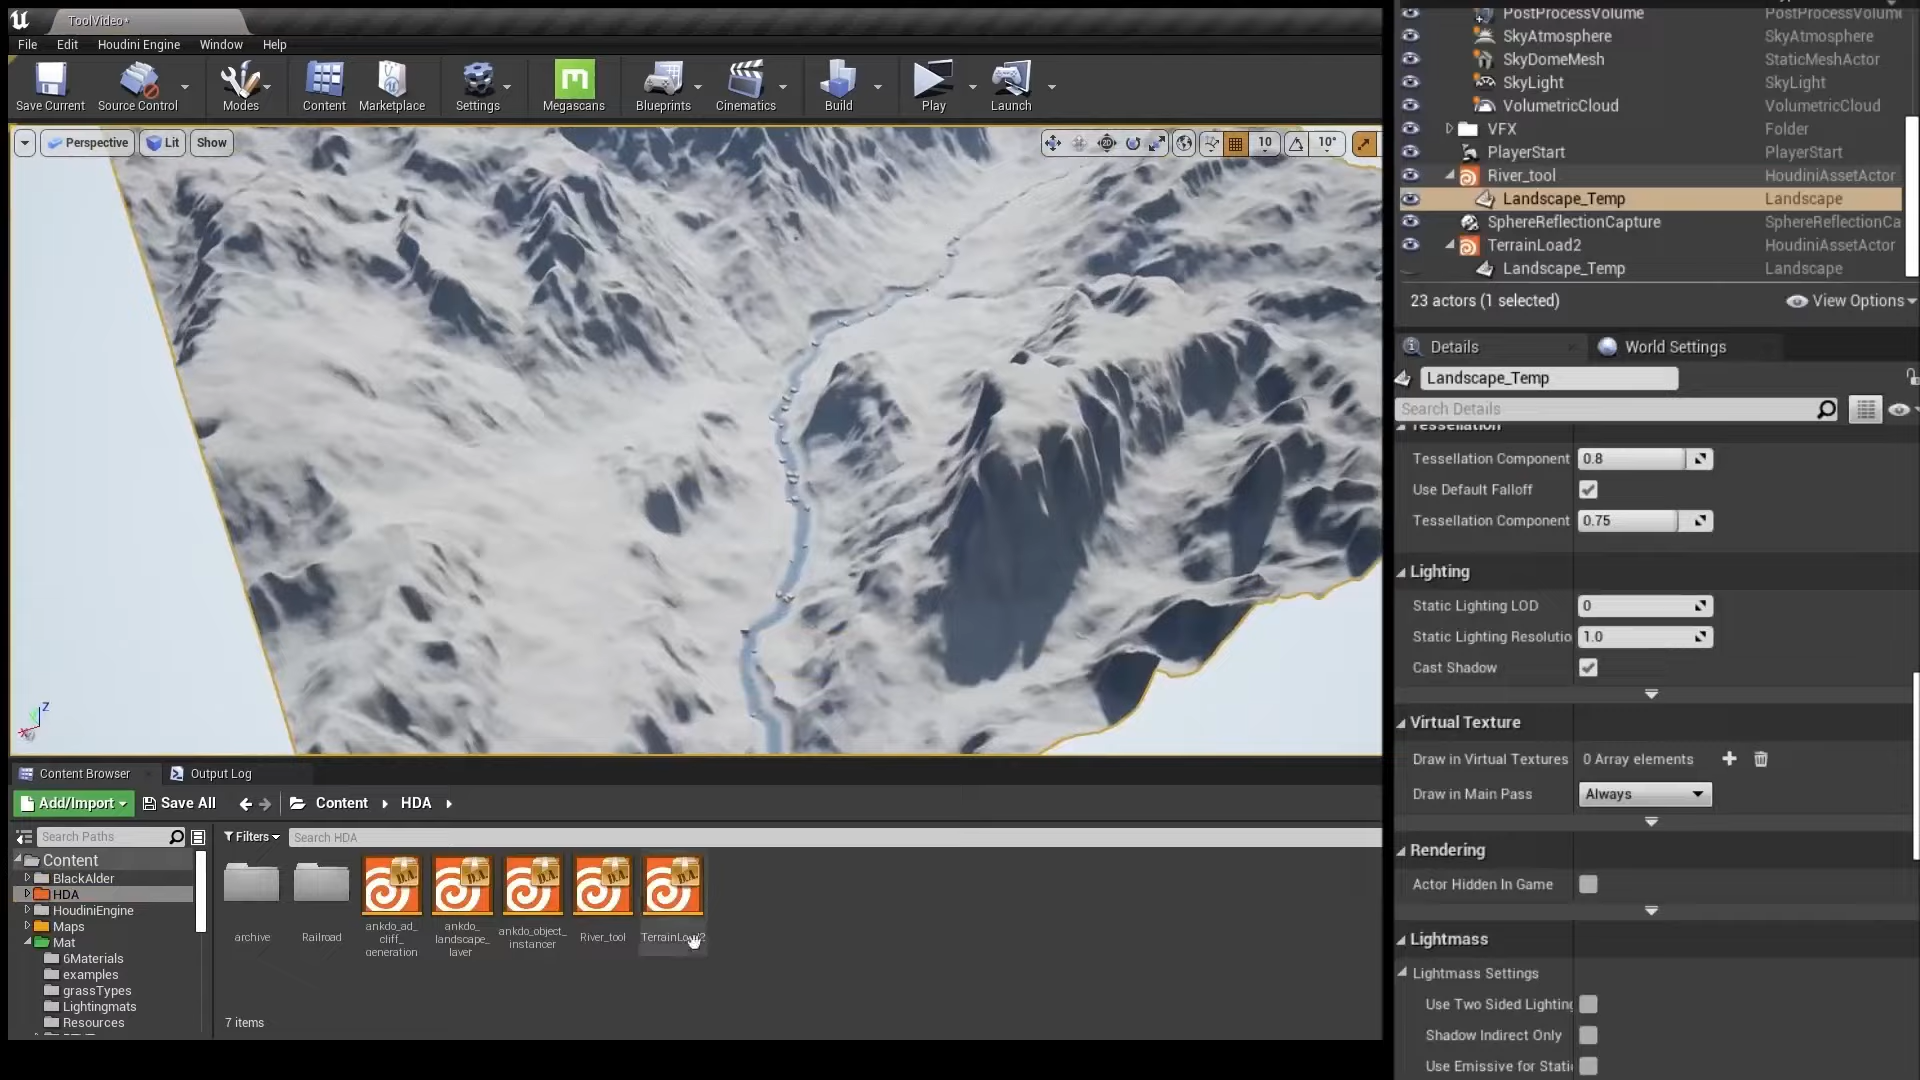 ToolVideo*
File Edit Houdini Engine Window Help
Save Current Source Control Modes Content Marketplace Settings Megascans Blueprints Cinematics Build Play Launch
Perspective Lit Show 10 10°
Z
X
PostProcessVolume PostProcessVolum
SkyAtmosphere SkyAtmosphere
SkyDomeMesh StaticMeshActor
SkyLight SkyLight
VolumetricCloud VolumetricCloud
VFX Folder
PlayerStart PlayerStart
River_tool HoudiniAssetActor
Landscape_Temp Landscape
SphereReflectionCapture SphereReflectionCa
TerrainLoad2 HoudiniAssetActor
Landscape_Temp Landscape
23 actors (1 selected) View Options
Details World Settings
Landscape_Temp
Search Details
Tessellation
Tessellation Component 0.8
Use Default Falloff
Tessellation Component 0.75
Lighting
Static Lighting LOD 0
Static Lighting Resolutio 1.0
Cast Shadow
Virtual Texture
Draw in Virtual Textures 0 Array elements
Draw in Main Pass Always
Rendering
Actor Hidden In Game
Lightmass
Lightmass Settings
Use Two Sided Lighting
Shadow Indirect Only
Use Emissive for Stati
Content Browser Output Log
Add/Import Save All Content HDA
Search Paths Filters Search HDA
Content
BlackAlder
HDA
HoudiniEngine
Maps
Mat
6Materials
examples
grassTypes
Lightingmats
Resources
D.A. D.A. D.A. D.A. D.A.
archive Railroad ankdo_ad_ cliff_ generation ankdo_ landscape_ layer ankdo_object_ instancer River_tool TerrainLoad2
7 items